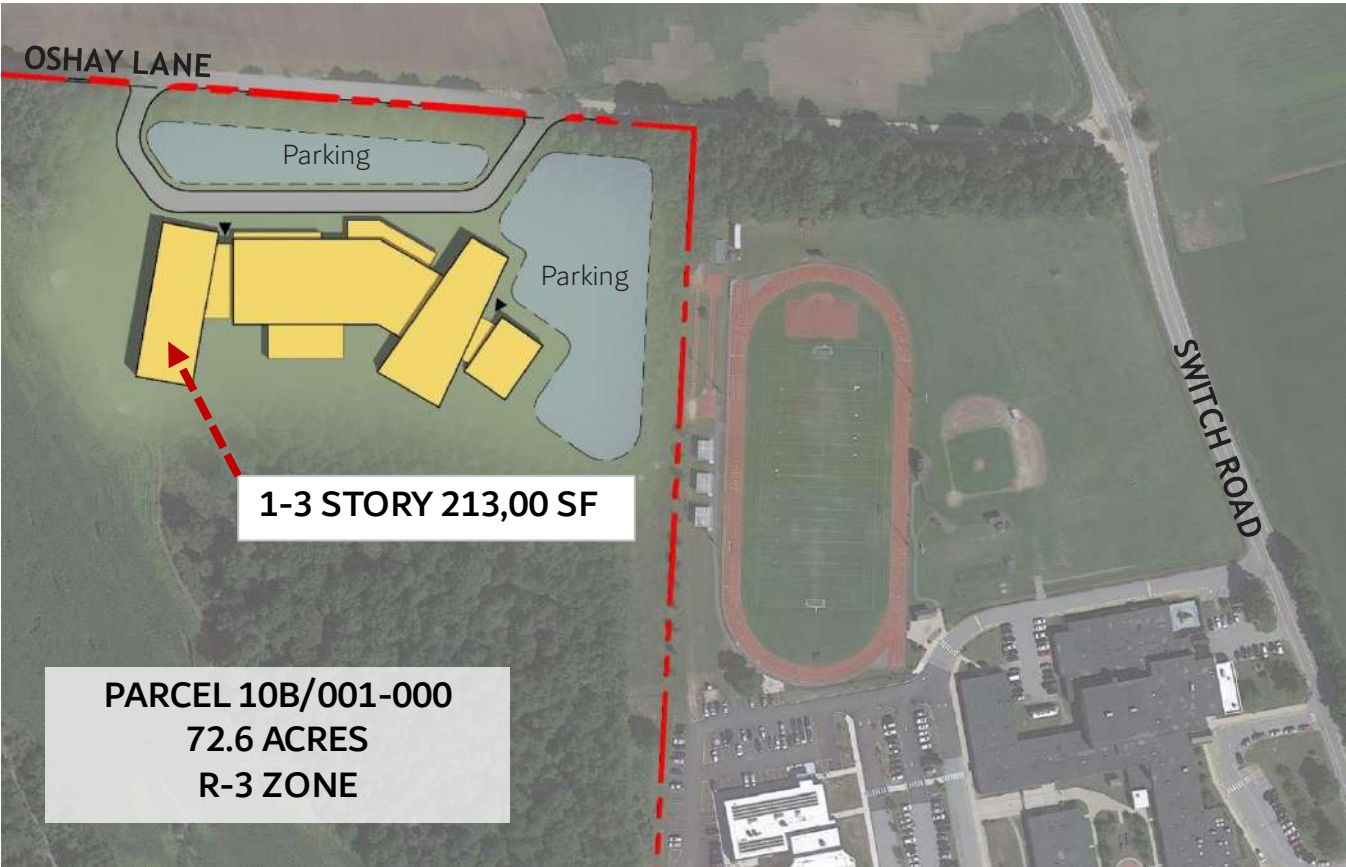 OSHAY LANE
Parking
Parking
SWITCH ROAD
1-3 STORY 213,00 SF
PARCEL 10B/001-000
72.6 ACRES
R-3 ZONE